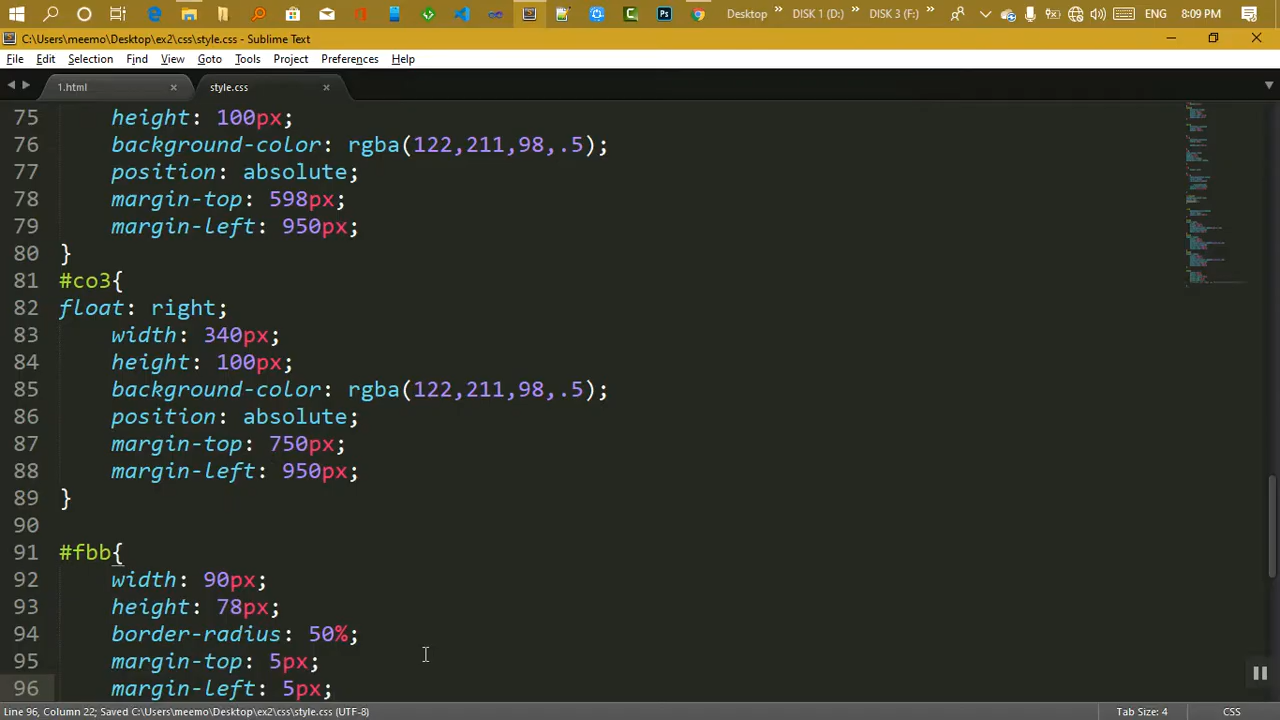 Desktop
DISK 1 (D:)
DISK 3 (F:)
ENG
8:09 PM
C:\Users\meemo\Desktop\ex2\css\style.css - Sublime Text
File Edit Selection Find View Goto Tools Project Preferences Help
1.html
style.css
75 height: 100px;
76 background-color: rgba(122,211,98,.5);
77 position: absolute;
78 margin-top: 598px;
79 margin-left: 950px;
80 }
81 #co3{
82 float: right;
83 width: 340px;
84 height: 100px;
85 background-color: rgba(122,211,98,.5);
86 position: absolute;
87 margin-top: 750px;
88 margin-left: 950px;
89 }
90
91 #fbb{
92 width: 90px;
93 height: 78px;
94 border-radius: 50%;
95 margin-top: 5px;
96 margin-left: 5px;
Line 96, Column 22; Saved C:\Users\meemo\Desktop\ex2\css\style.css (UTF-8)
Tab Size: 4
CSS